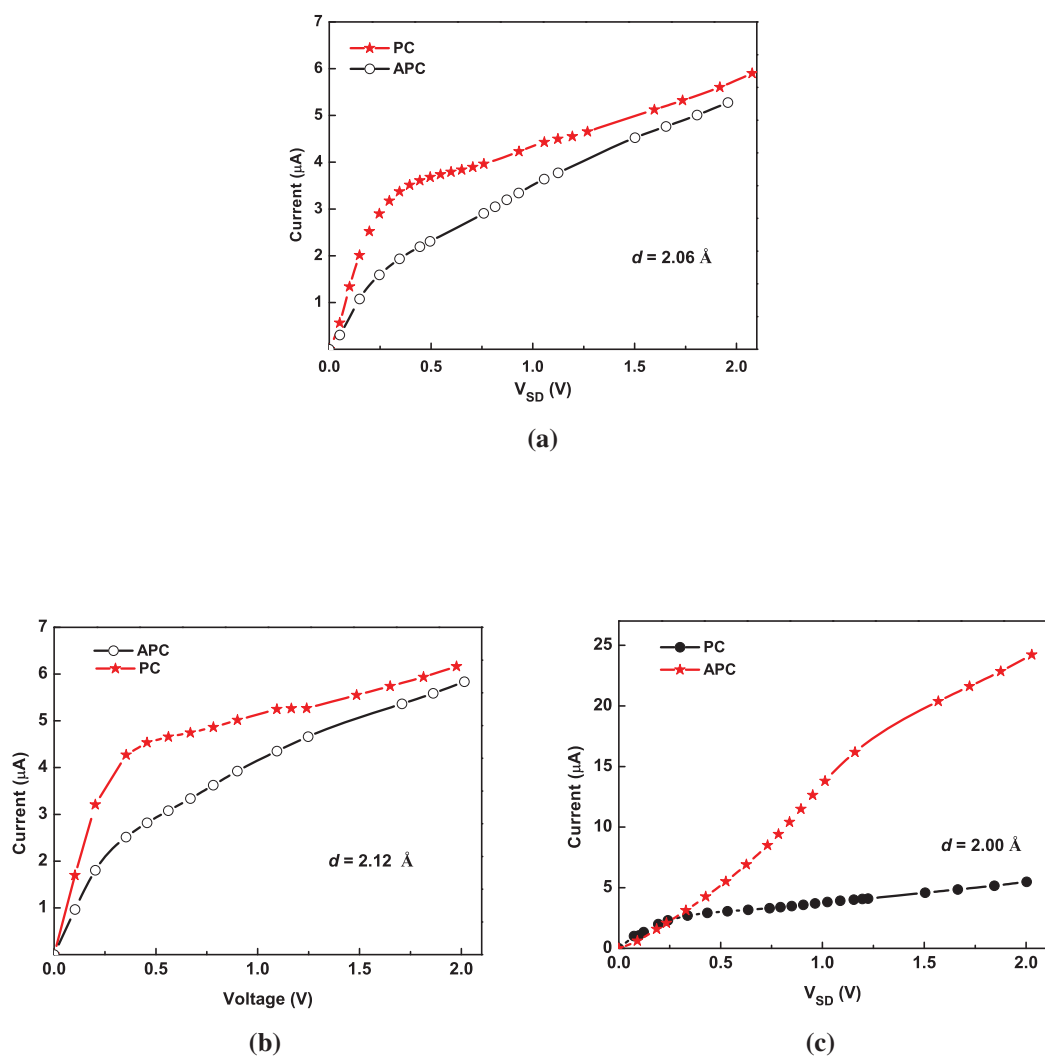 7
6
5
4
3
2
1
Current (μA)
PC
APC
d = 2.06 Å
0.0 0.5 1.0 1.5 2.0
V_SD (V)
(a)
7
6
5
4
3
2
1
0
Current (μA)
APC
PC
d = 2.12 Å
0.0 0.5 1.0 1.5 2.0
Voltage (V)
(b)
25
20
15
10
5
0
Current (μA)
PC
APC
d = 2.00 Å
0.0 0.5 1.0 1.5 2.0
V_SD (V)
(c)